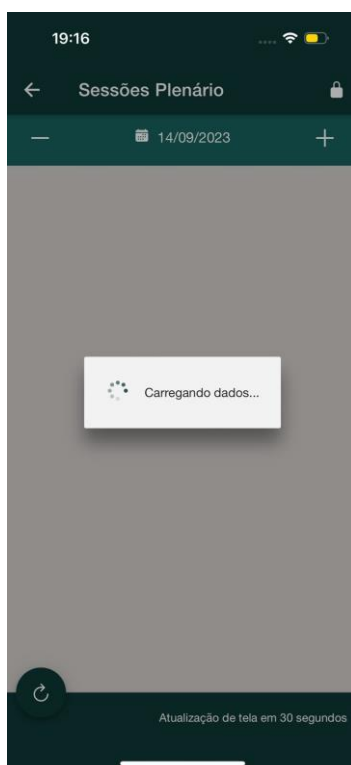 19:16
Sessões Plenário
14/09/2023
Carregando dados...
Atualização de tela em 30 segundos